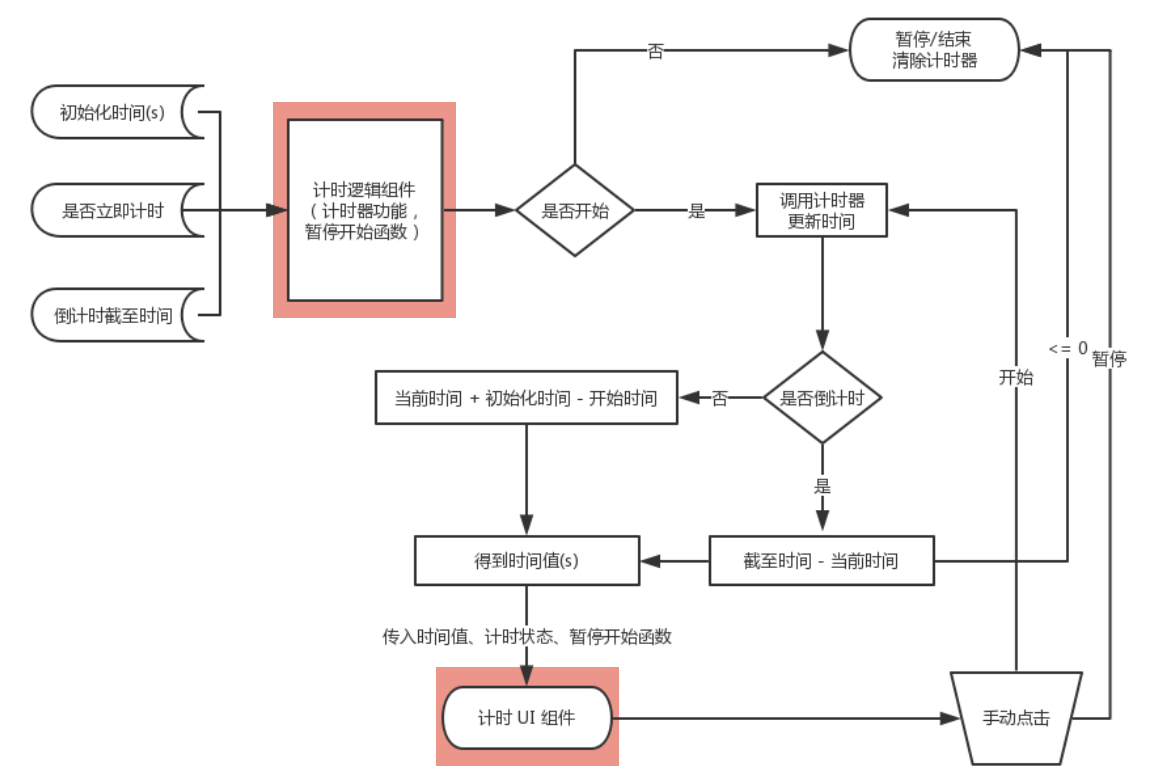 暂停/结束
清除计时器
否
初始化时间(s)
是否立即计时
倒计时截至时间
计时逻辑组件
（计时器功能，
暂停开始函数）
是否开始
是
调用计时器
更新时间
<= 0
暂停
开始
当前时间 + 初始化时间 - 开始时间
否
是否倒计时
是
得到时间值(s)
截至时间 - 当前时间
传入时间值、计时状态、暂停开始函数
计时 UI 组件
手动点击